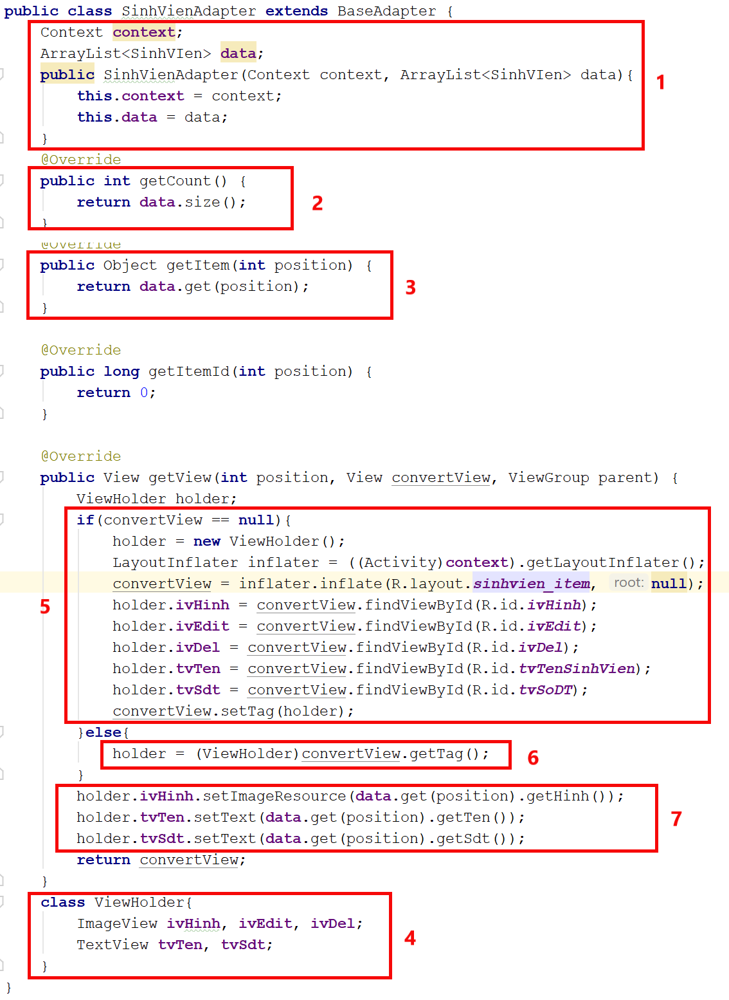 public class SinhVienAdapter extends BaseAdapter {
Context context;
ArrayList<SinhVIen> data;
public SinhVienAdapter(Context context, ArrayList<SinhVIen> data){
this.context = context;
this.data = data;
}
1
@Override
public int getCount() {
return data.size();
}
2
@Override
public Object getItem(int position) {
return data.get(position);
}
3
@Override
public long getItemId(int position) {
return 0;
}
@Override
public View getView(int position, View convertView, ViewGroup parent) {
ViewHolder holder;
if(convertView == null){
holder = new ViewHolder();
LayoutInflater inflater = ((Activity)context).getLayoutInflater();
convertView = inflater.inflate(R.layout.sinhvien_item, root: null);
5
holder.ivHinh = convertView.findViewById(R.id.ivHinh);
holder.ivEdit = convertView.findViewById(R.id.ivEdit);
holder.ivDel = convertView.findViewById(R.id.ivDel);
holder.tvTen = convertView.findViewById(R.id.tvTenSinhVien);
holder.tvSdt = convertView.findViewById(R.id.tvSoDT);
convertView.setTag(holder);
}else{
holder = (ViewHolder)convertView.getTag();
6
}
holder.ivHinh.setImageResource(data.get(position).getHinh());
holder.tvTen.setText(data.get(position).getTen());
holder.tvSdt.setText(data.get(position).getSdt());
7
return convertView;
}
class ViewHolder{
ImageView ivHinh, ivEdit, ivDel;
TextView tvTen, tvSdt;
}
4
}